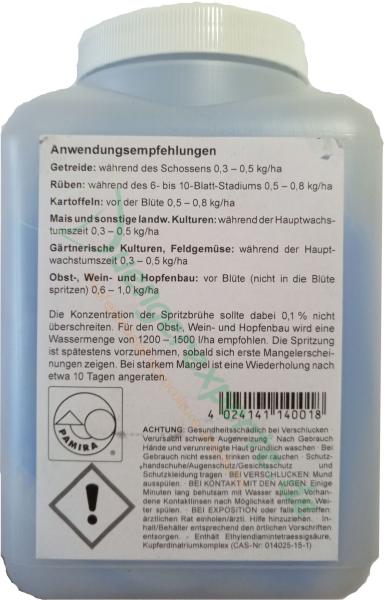 Anwendungsempfehlungen
Getreide: während des Schossens 0,3 – 0,5 kg/ha
Rüben: während des 6- bis 10-Blatt-Stadiums 0,5 – 0,8 kg/ha
Kartoffeln: vor der Blüte 0,5 – 0,8 kg/ha
Mais und sonstige landw. Kulturen: während der Hauptwachs-
tumszeit 0,3 – 0,5 kg/ha
Gärtnerische Kulturen, Feldgemüse: während der Haupt-
wachstumszeit 0,3 – 0,5 kg/ha
Obst-, Wein- und Hopfenbau: vor Blüte (nicht in die Blüte
spritzen) 0,6 – 1,0 kg/ha
Die Konzentration der Spritzbrühe sollte dabei 0,1 % nicht
überschreiten. Für den Obst-, Wein- und Hopfenbau wird eine
Wassermenge von 1200 – 1500 l/ha empfohlen. Die Spritzung
ist spätestens vorzunehmen, sobald sich erste Mangelerschei-
nungen zeigen. Bei starkem Mangel ist eine Wiederholung nach
etwa 10 Tagen angeraten.
4 024141 140018
PAMIRA ®
ACHTUNG: Gesundheitsschädlich bei Verschlucken -
Verursacht schwere Augenreizung - Nach Gebrauch
Hände und verunreinigte Haut gründlich waschen - Bei
Gebrauch nicht essen, trinken oder rauchen - Schutz-
handschuhe/Augenschutz/Gesichtsschutz und
Schutzkleidung tragen - BEI VERSCHLUCKEN: Mund
ausspülen. - BEI KONTAKT MIT DEN AUGEN: Einige
Minuten lang behutsam mit Wasser spülen. Vorhan-
dene Kontaktlinsen nach Möglichkeit entfernen. Wei-
ter spülen. - BEI EXPOSITION oder falls betroffen:
ärztlichen Rat einholen/ärztl. Hilfe hinzuziehen. In-
halt/Behälter entsprechend den örtlichen Vorschriften
entsorgen. - Enthält Ethylendiamintetraessigsäure,
Kupferdinatriumkomplex (CAS-Nr: 014025-15-1)